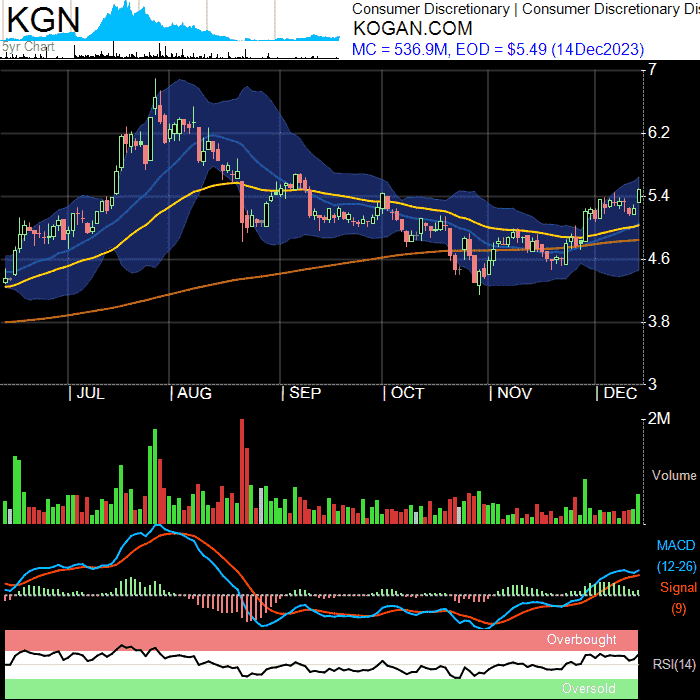 KGN
5yr Chart
Consumer Discretionary | Consumer Discretionary Dis
KOGAN.COM
MC = 536.9M, EOD = $5.49 (14Dec2023)
7
6.2
5.4
4.6
3.8
3
| JUL | AUG | SEP | OCT | NOV | DEC
2M
Volume
MACD
(12-26)
Signal
(9)
Overbought
RSI(14)
Oversold